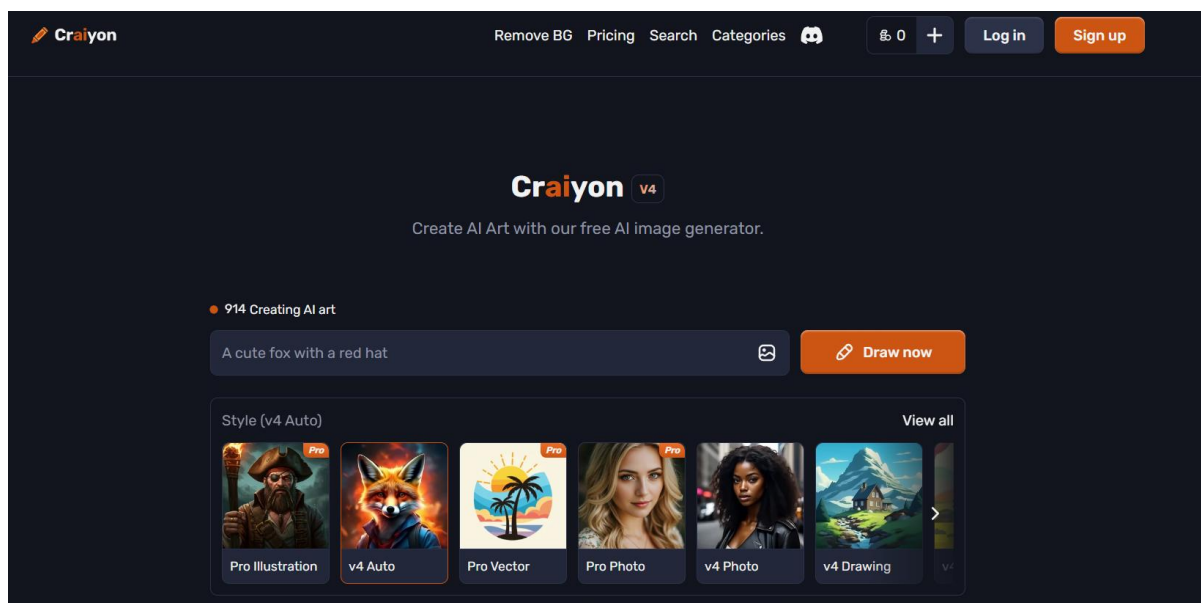 Craiyon
Remove BG Pricing Search Categories 0 + Log in Sign up
Craiyon v4
Create AI Art with our free AI image generator.
914 Creating AI art
A cute fox with a red hat
Draw now
Style (v4 Auto)
View all
Pro
Pro
Pro
Pro Illustration
v4 Auto
Pro Vector
Pro Photo
v4 Photo
v4 Drawing